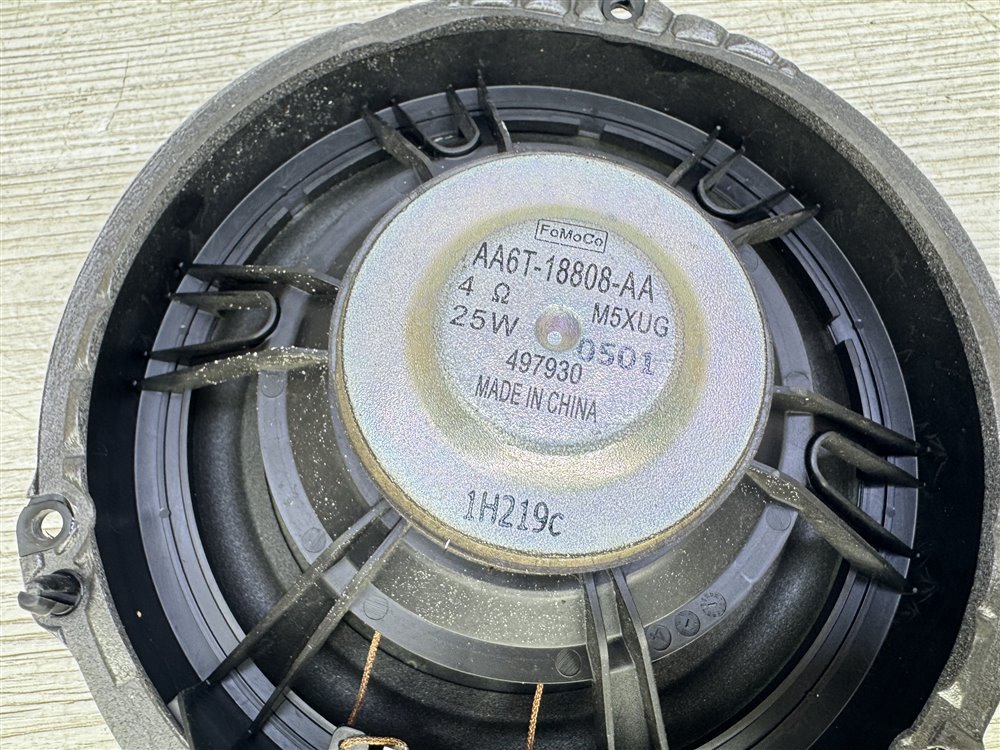 FoMoCo
AA6T-18808-AA
4 Ω M5XUG
25W 0501
497930
MADE IN CHINA
1H219c